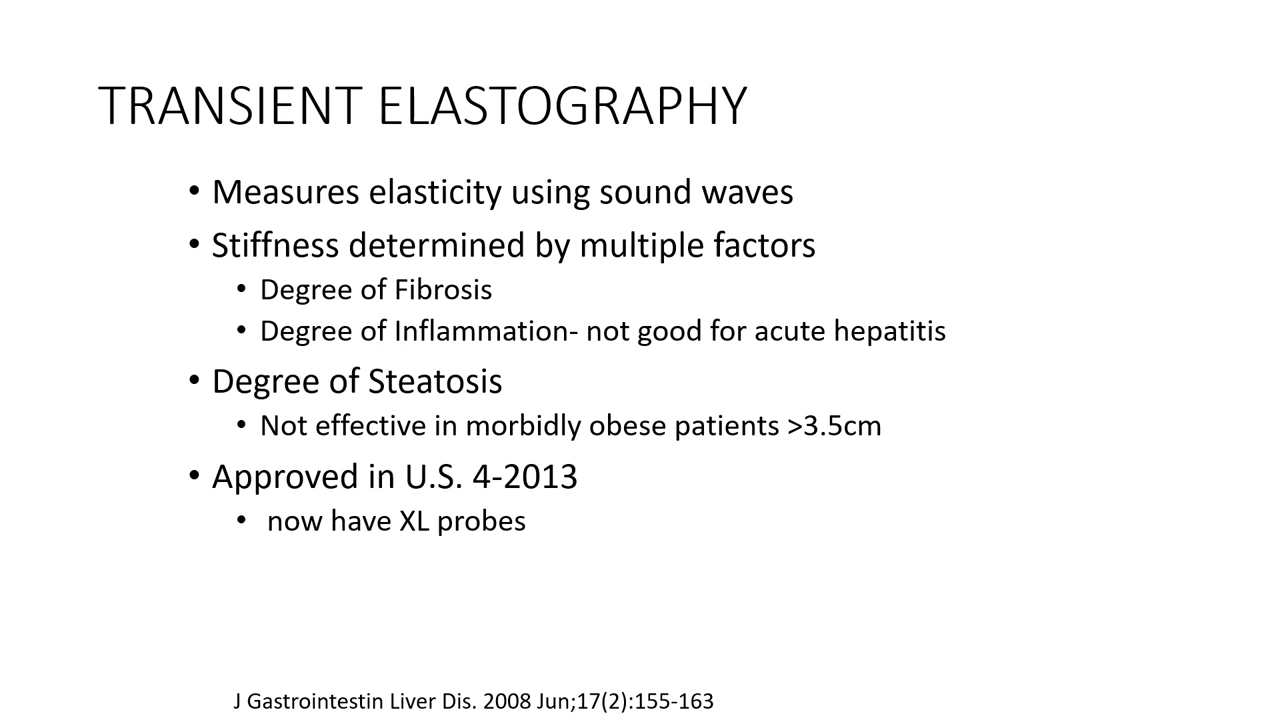 TRANSIENT ELASTOGRAPHY
• Measures elasticity using sound waves
• Stiffness determined by multiple factors
• Degree of Fibrosis
• Degree of Inflammation- not good for acute hepatitis
• Degree of Steatosis
• Not effective in morbidly obese patients >3.5cm
• Approved in U.S. 4-2013
• now have XL probes
J Gastrointestin Liver Dis. 2008 Jun;17(2):155-163